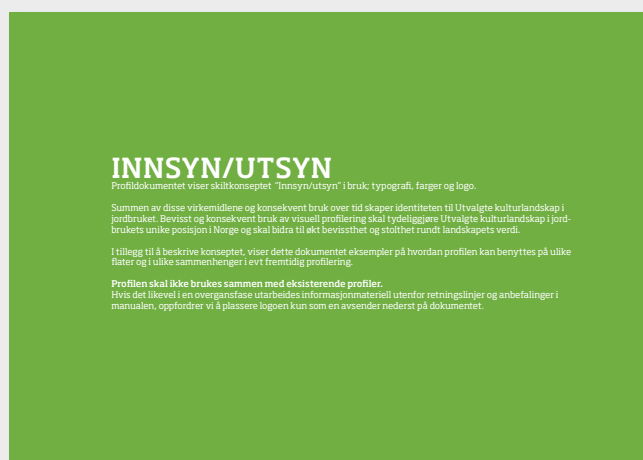 INNSYN/UTSYN
Profildokumentet viser skiltkonseptet "Innsyn/utsyn" i bruk; typografi, farger og logo.
Summen av disse virkemidlene og konsekvent bruk over tid skaper identiteten til Utvalgte kulturlandskap i
jordbruket. Bevisst og konsekvent bruk av visuell profilering skal tydeliggjøre Utvalgte kulturlandskap i jord-
brukets unike posisjon i Norge og skal bidra til økt bevissthet og stolthet rundt landskapets verdi.
I tillegg til å beskrive konseptet, viser dette dokumentet eksempler på hvordan profilen kan benyttes på ulike
flater og i ulike sammenhenger i evt fremtidig profilering.
Profilen skal ikke brukes sammen med eksisterende profiler.
Hvis det likevel i en overgansfase utarbeides informasjonmateriell utenfor retningslinjer og anbefalinger i
manualen, oppfordrer vi å plassere logoen kun som en avsender nederst på dokumentet.